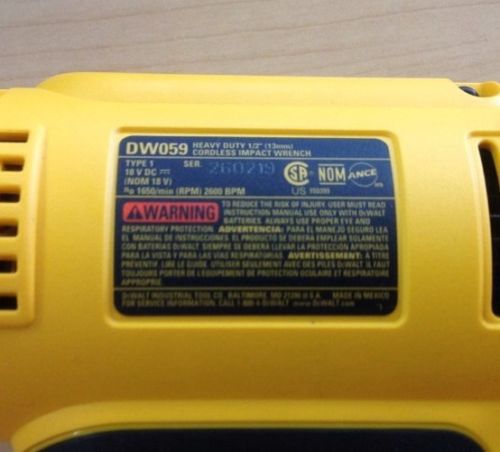 DW059 HEAVY DUTY 1/2" (13mm)
CORDLESS IMPACT WRENCH
TYPE 1 SER. 260219
18 V DC
(NOM 18 V)
no 1650/min (RPM) 2600 BPM
SA NOM ANCE
US
WARNING TO REDUCE THE RISK OF INJURY, USER MUST READ
INSTRUCTION MANUAL USE ONLY WITH DeWALT
BATTERIES. ALWAYS USE PROPER EYE AND
RESPIRATORY PROTECTION. ADVERTENCIA: PARA EL MANEJO SEGURO LEA
EL MANUAL DE INSTRUCCIONES. EL PRODUCTO DE DEBERA EMPLEAR SOLAMENTE
CON BATERIAS DeWALT. SIEMPRE SE DEBERA LLEVAR LA PROTECCION APROPIADA
PARA LA VISTA Y PARA LAS VIAS RESPIRATORIAS. AVERTISSEMENT: A TITRE
PREVENTIF LIRE LE GUIDE. UTILISER SEULEMENT AVEC DES PILES DeWALT. IL FAUT
TOUJOURS PORTER DE L'EQUIPEMENT DE PROTECTION OCULAIRE ET RESPIRATOIRE
APPROPRIE
DeWALT INDUSTRIAL TOOL CO., BALTIMORE, MD 21286 U.S.A. MADE IN MEXICO
FOR SERVICE INFORMATION, CALL 1-800-4-DeWALT www.DeWALT.com